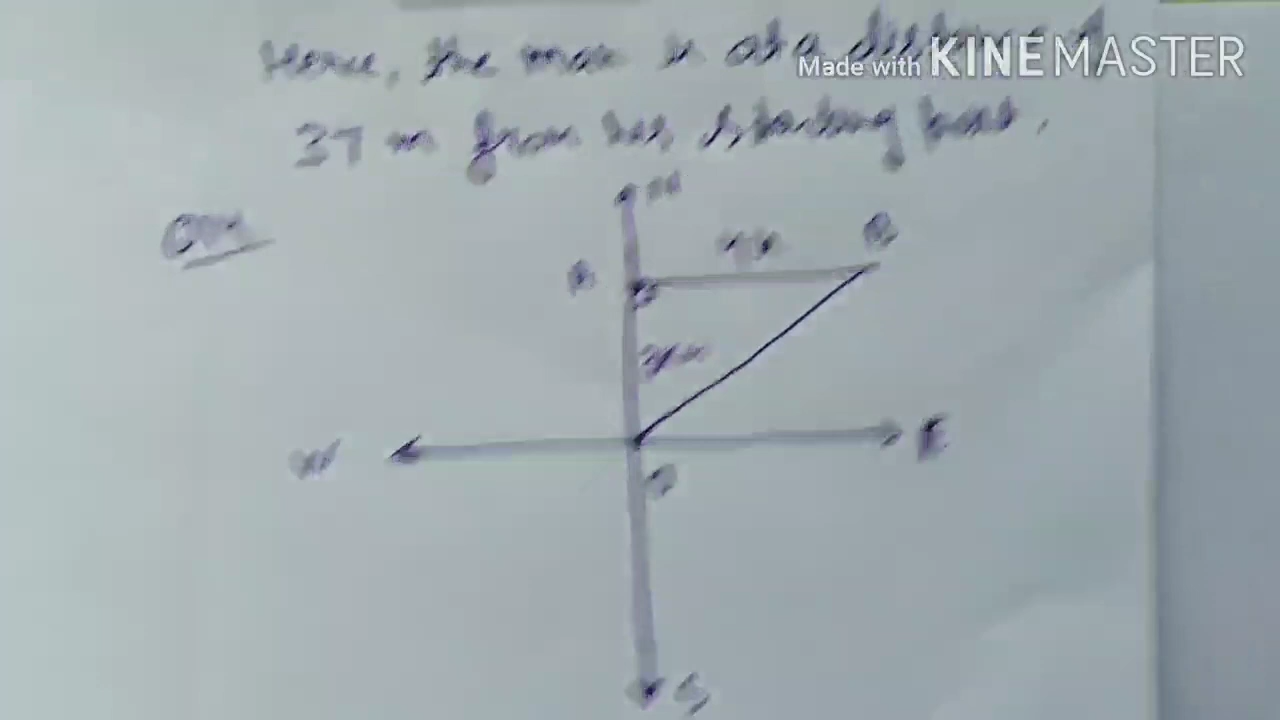 Hence, the man is at a distance of
Made with KINEMASTER
37 m from his starting point.
N
B
A
W
E
O
S